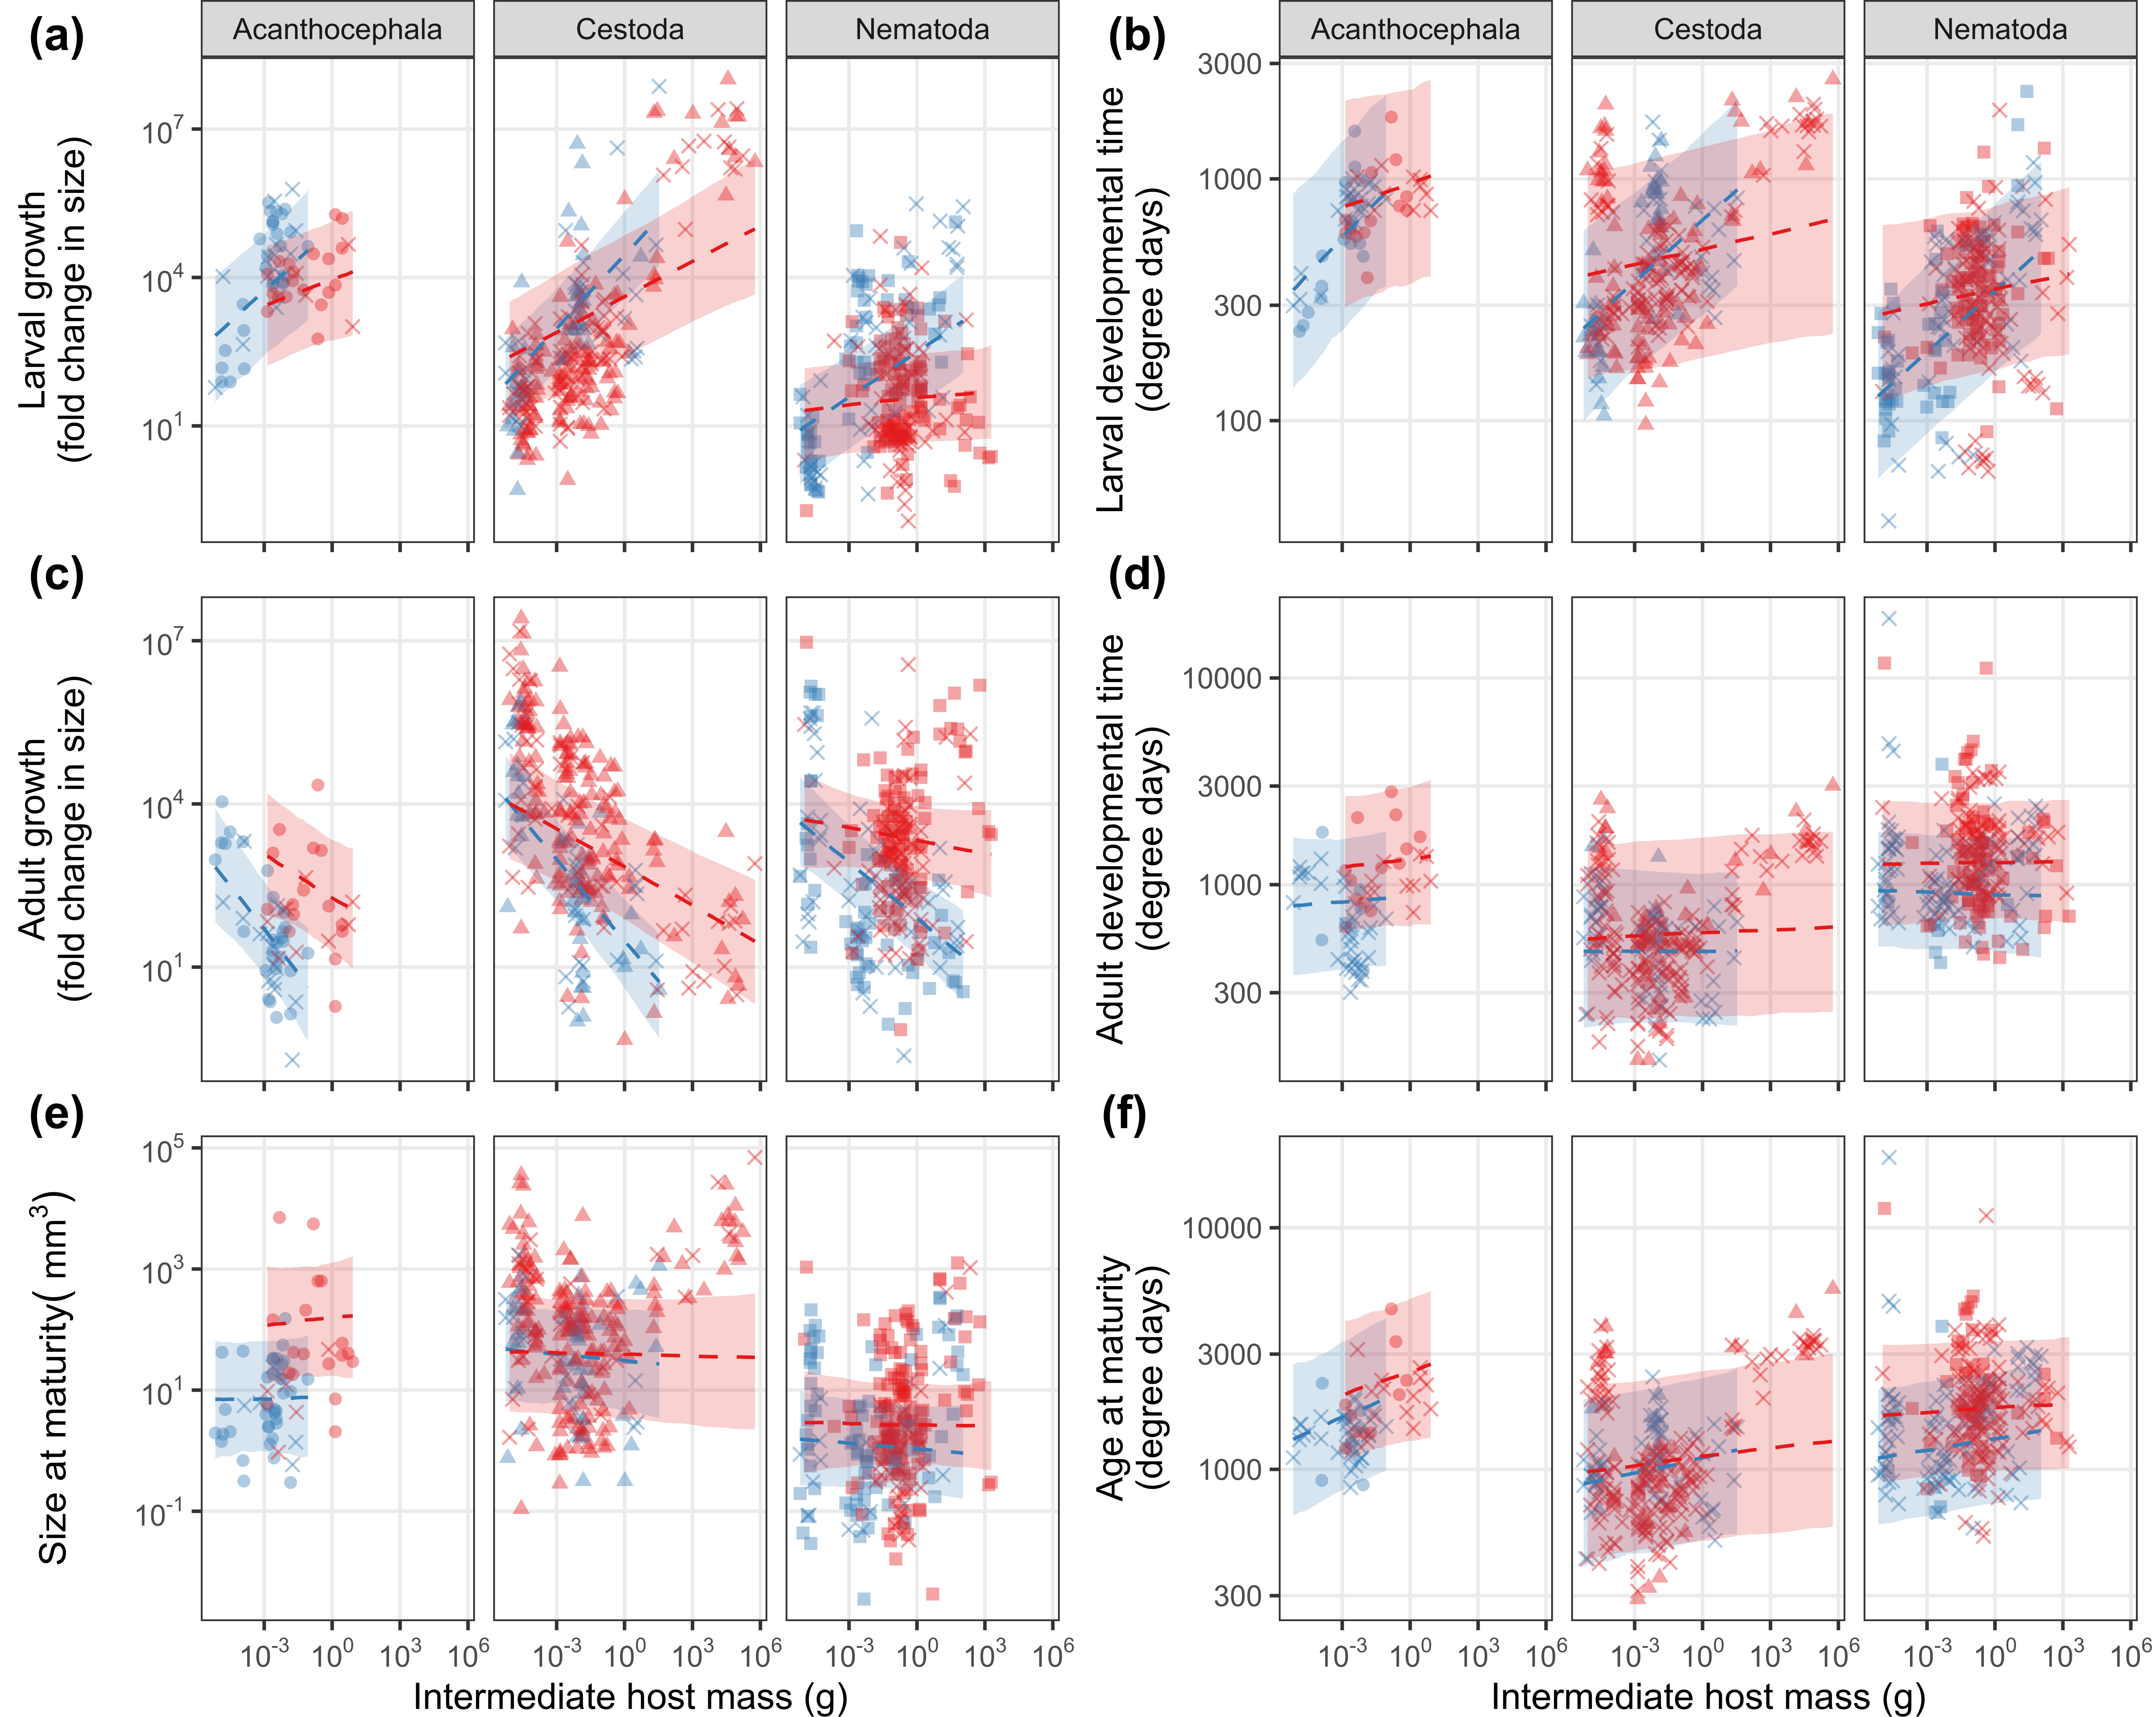 (a)
Acanthocephala
Cestoda
Nematoda
Larval growth
(fold change in size)
10^7
10^4
10^1
(b)
Acanthocephala
Cestoda
Nematoda
Larval developmental time
(degree days)
3000
1000
300
100
(c)
Adult growth
(fold change in size)
10^7
10^4
10^1
(d)
Adult developmental time
(degree days)
10000
3000
1000
300
(e)
Size at maturity( mm^3)
10^5
10^3
10^1
10^-1
10^-3 10^0 10^3 10^6 10^-3 10^0 10^3 10^6 10^-3 10^0 10^3 10^6
Intermediate host mass (g)
(f)
Age at maturity
(degree days)
10000
3000
1000
300
10^-3 10^0 10^3 10^6 10^-3 10^0 10^3 10^6 10^-3 10^0 10^3 10^6
Intermediate host mass (g)